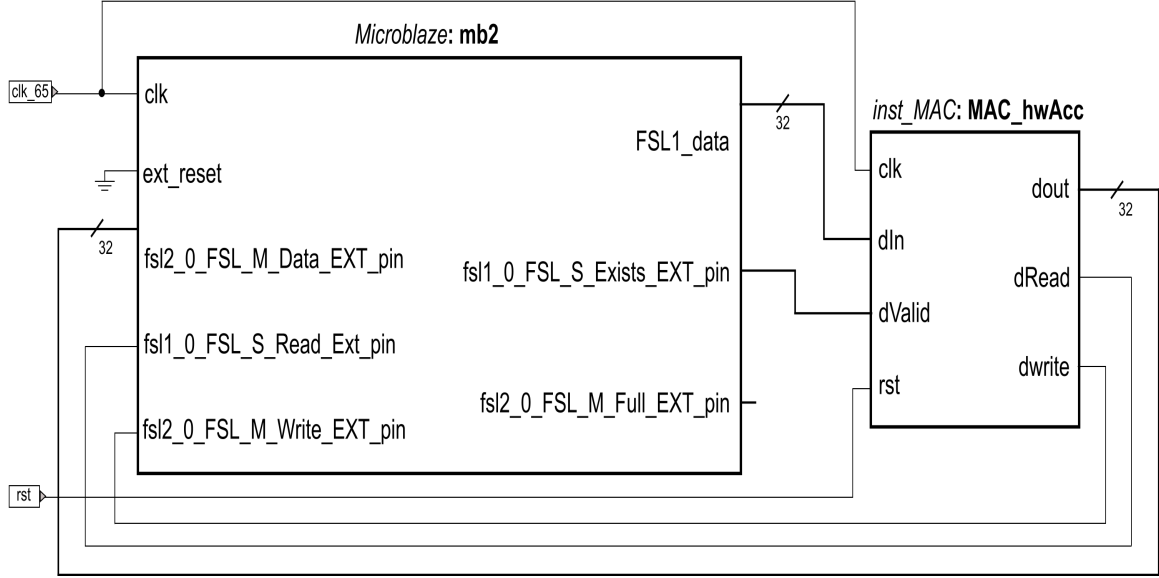 Microblaze: mb2
clk_65
clk
ext_reset
32
fsl2_0_FSL_M_Data_EXT_pin
fsl1_0_FSL_S_Read_Ext_pin
fsl2_0_FSL_M_Write_EXT_pin
rst
FSL1_data
fsl1_0_FSL_S_Exists_EXT_pin
fsl2_0_FSL_M_Full_EXT_pin
32
inst_MAC: MAC_hwAcc
clk
dIn
dValid
rst
dout
dRead
dwrite
32